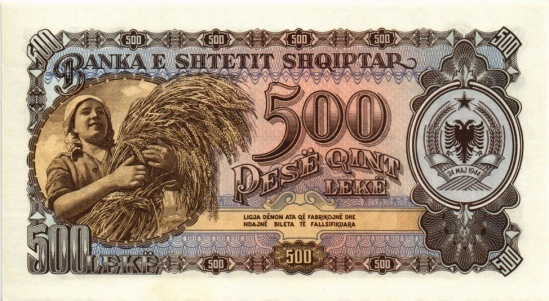 500 500 500 500 500
BANKA E SHTETIT SHQIPTAR
500
PESË QINT
LEKË
24 MAJ 1944
LIGJA DËNON ATA QË FABRIKOJNË DHE
NDAJNË BILETA TË FALLSIFIKUARA
500 LEKË
500 500 500 500